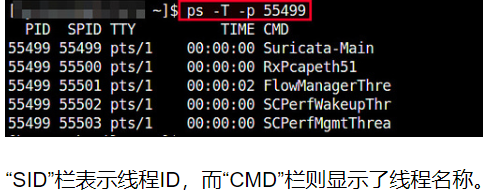 [ ~]$ ps -T -p 55499
PID SPID TTY TIME CMD
55499 55499 pts/1 00:00:00 Suricata-Main
55499 55500 pts/1 00:00:00 RxPcapeth51
55499 55501 pts/1 00:00:02 FlowManagerThre
55499 55502 pts/1 00:00:00 SCPerfWakeupThr
55499 55503 pts/1 00:00:00 SCPerfMgmtThrea
“SID”栏表示线程ID，而“CMD”栏则显示了线程名称。